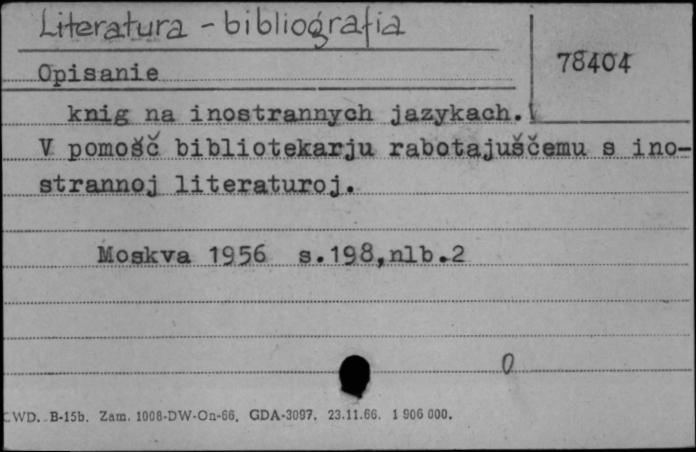 Literatura - bibliografia
78404
Opisanie
knig na inostrannych jazykach.
V pomošč bibliotekarju rabotajuščemu s ino-
strannoj literaturoj.
Moskva 1956 s.198,nlb.2
0
CWD. B-15b. Zam. 1008-DW-On-66. GDA-3097. 23.11.66. 1 906 000.